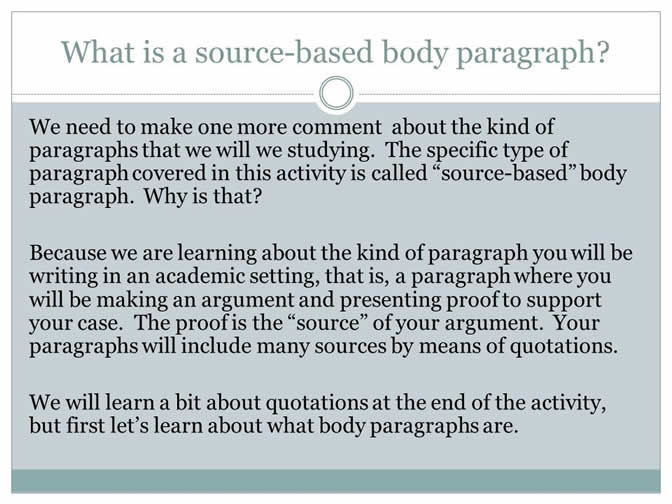 What is a source-based body paragraph?
We need to make one more comment about the kind of
paragraphs that we will we studying. The specific type of
paragraph covered in this activity is called “source-based” body
paragraph. Why is that?
Because we are learning about the kind of paragraph you will be
writing in an academic setting, that is, a paragraph where you
will be making an argument and presenting proof to support
your case. The proof is the “source” of your argument. Your
paragraphs will include many sources by means of quotations.
We will learn a bit about quotations at the end of the activity,
but first let’s learn about what body paragraphs are.